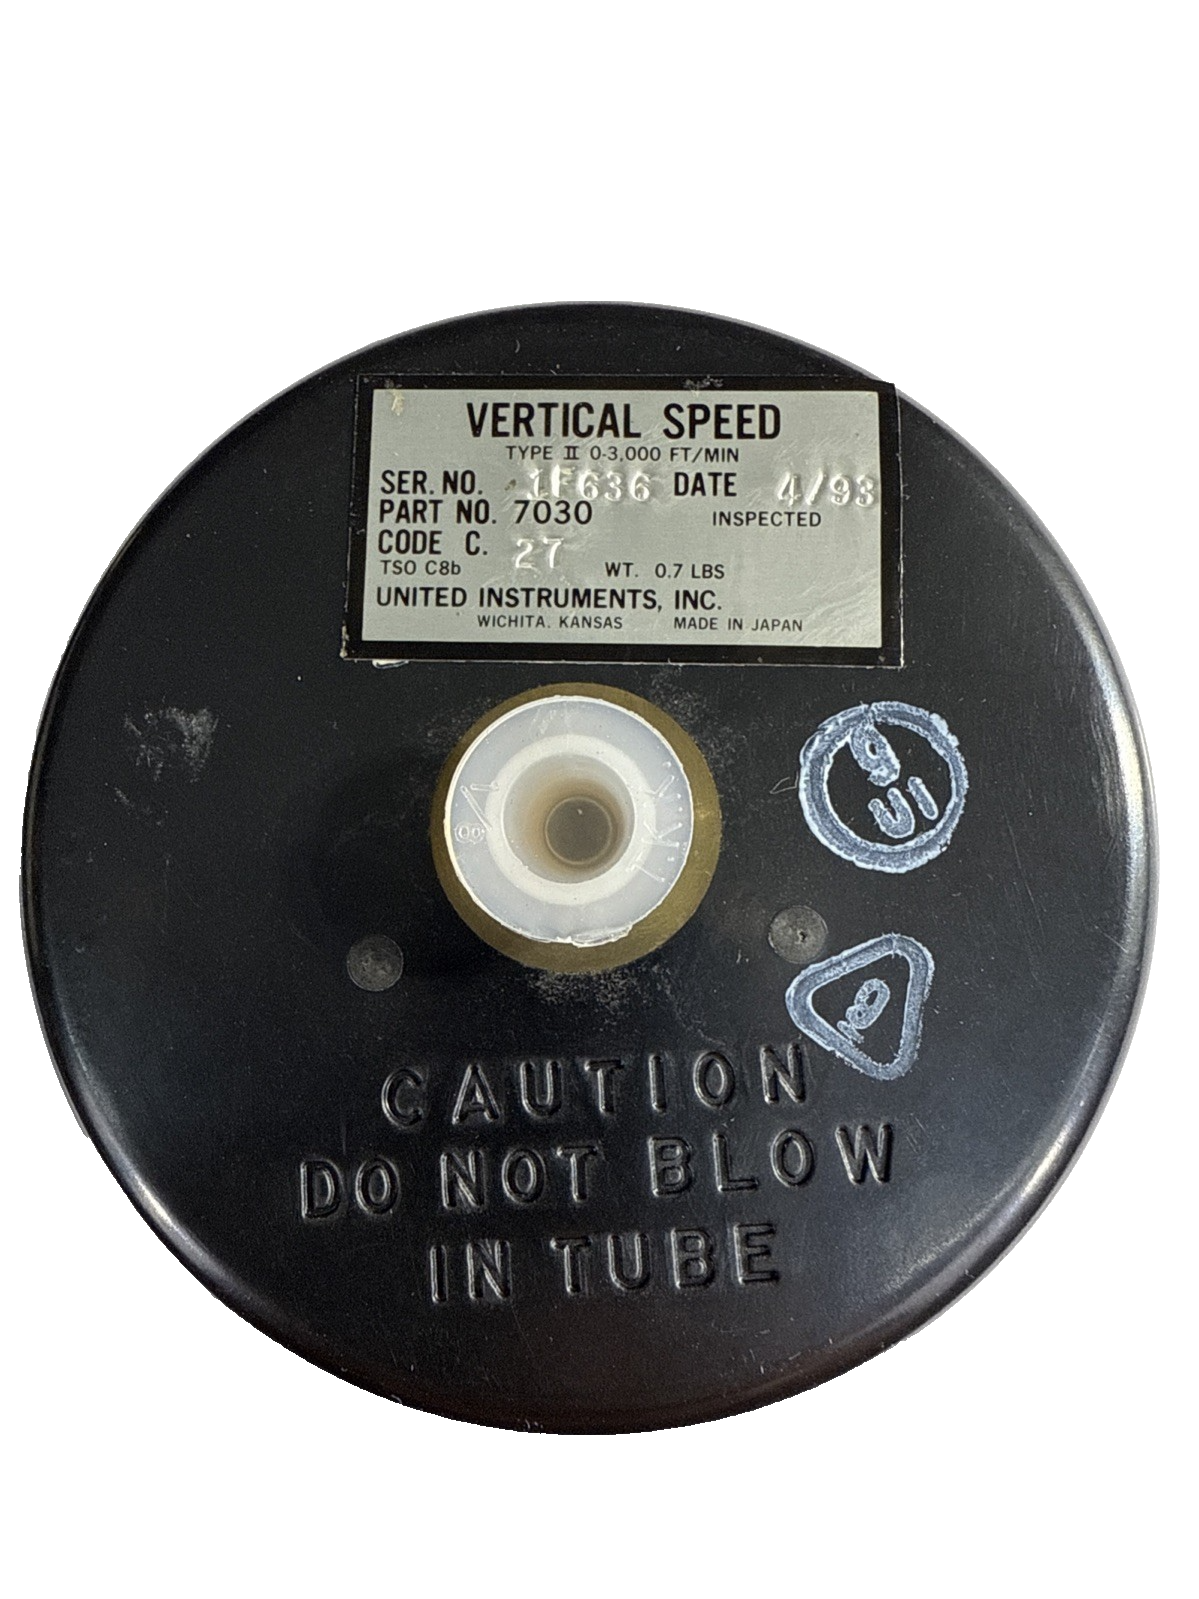 VERTICAL SPEED
TYPE II 0-3,000 FT/MIN
SER. NO. 1F636 DATE 4/93
PART NO. 7030 INSPECTED
CODE C. 27
TSO C8b WT. 0.7 LBS
UNITED INSTRUMENTS, INC.
WICHITA, KANSAS MADE IN JAPAN
9
UI
CAUTION
DO NOT BLOW
IN TUBE